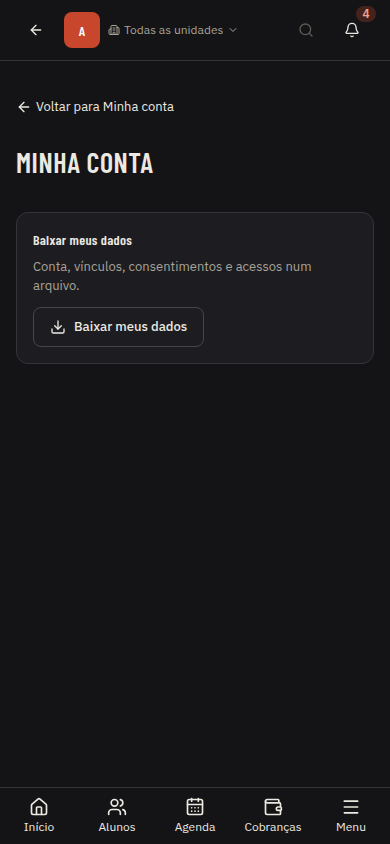 4
A
Todas as unidades
Voltar para Minha conta
MINHA CONTA
Baixar meus dados
Conta, vínculos, consentimentos e acessos num
arquivo.
Baixar meus dados
Início
Alunos
Agenda
Cobranças
Menu